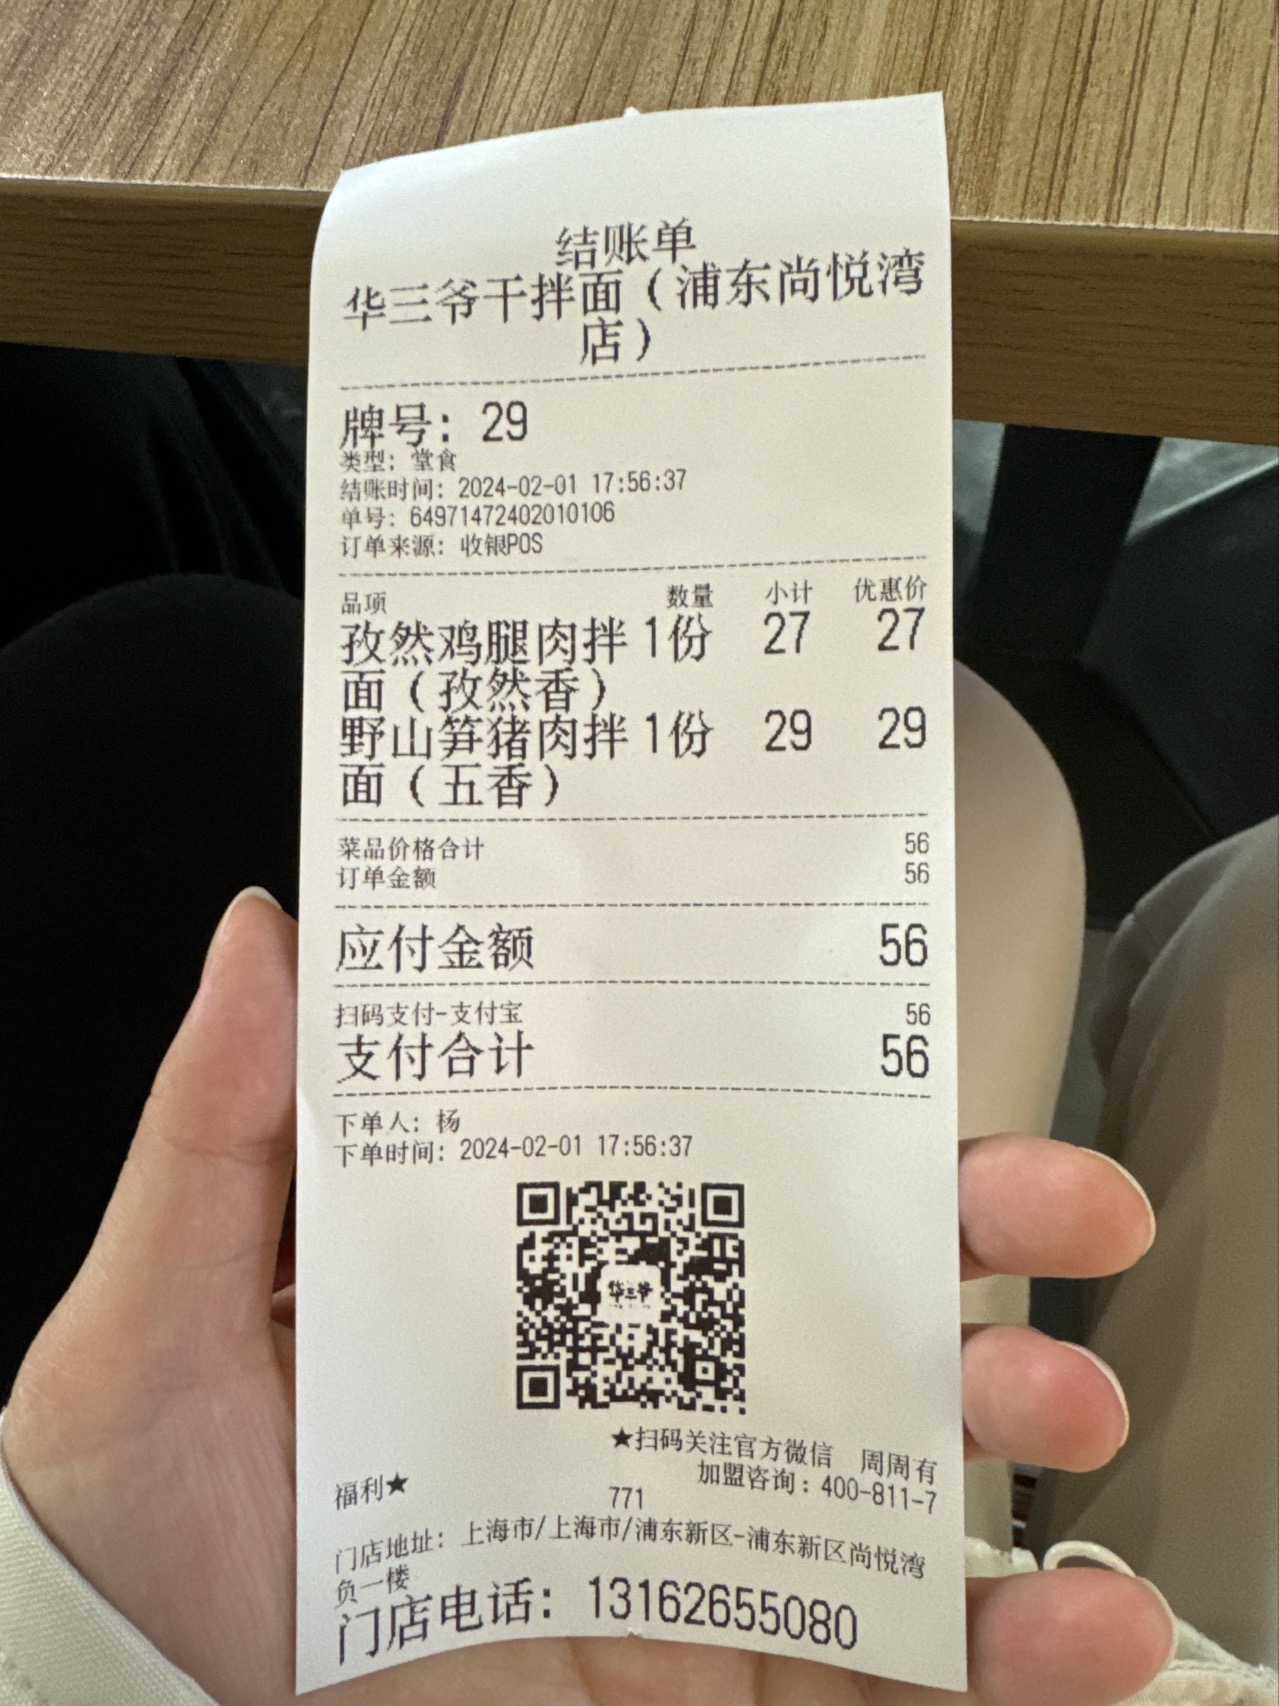 结账单
华三爷干拌面（浦东尚悦湾
店）
牌号：29
类型：堂食
结账时间：2024-02-01 17:56:37
单号：64971472402010106
订单来源：收银POS
品项 数量 小计 优惠价
孜然鸡腿肉拌 1份 27 27
面（孜然香）
野山笋猪肉拌 1份 29 29
面（五香）
菜品价格合计 56
订单金额 56
应付金额 56
扫码支付-支付宝 56
支付合计 56
下单人：杨
下单时间：2024-02-01 17:56:37
华三爷
★扫码关注官方微信 周周有
福利★ 加盟咨询：400-811-7
771
门店地址：上海市/上海市/浦东新区-浦东新区尚悦湾
负一楼
门店电话：13162655080